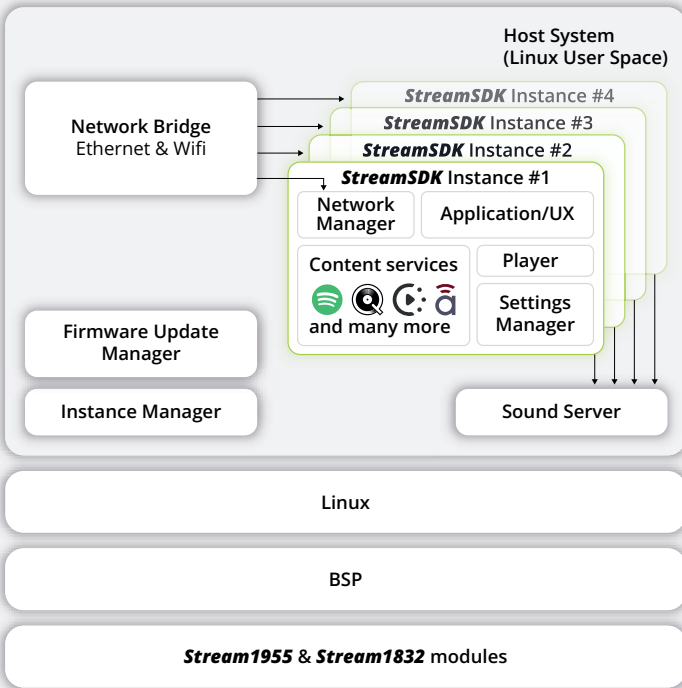 Host System
(Linux User Space)
Network Bridge
Ethernet & Wifi
StreamSDK Instance #4
StreamSDK Instance #3
StreamSDK Instance #2
StreamSDK Instance #1
Network
Manager
Application/UX
Content services
and many more
Player
Settings
Manager
Firmware Update
Manager
Instance Manager
Sound Server
Linux
BSP
Stream1955 & Stream1832 modules